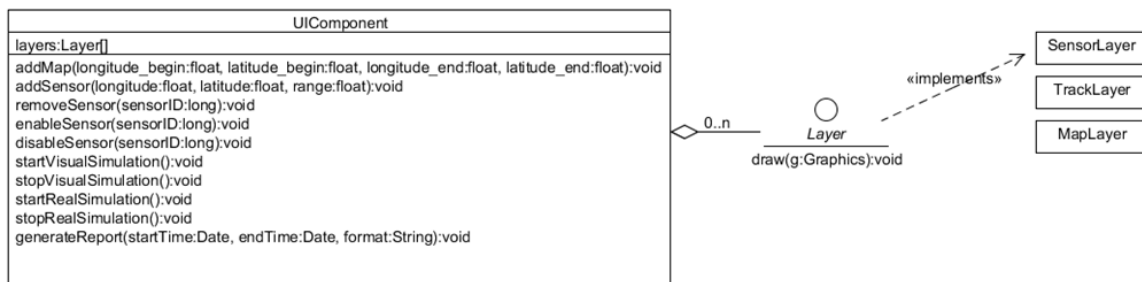 UIComponent
layers:Layer[]
addMap(longitude_begin:float, latitude_begin:float, longitude_end:float, latitude_end:float):void
addSensor(longitude:float, latitude:float, range:float):void
removeSensor(sensorID:long):void
enableSensor(sensorID:long):void
disableSensor(sensorID:long):void
startVisualSimulation():void
stopVisualSimulation():void
startRealSimulation():void
stopRealSimulation():void
generateReport(startTime:Date, endTime:Date, format:String):void
0..n
Layer
draw(g:Graphics):void
«implements»
SensorLayer
TrackLayer
MapLayer